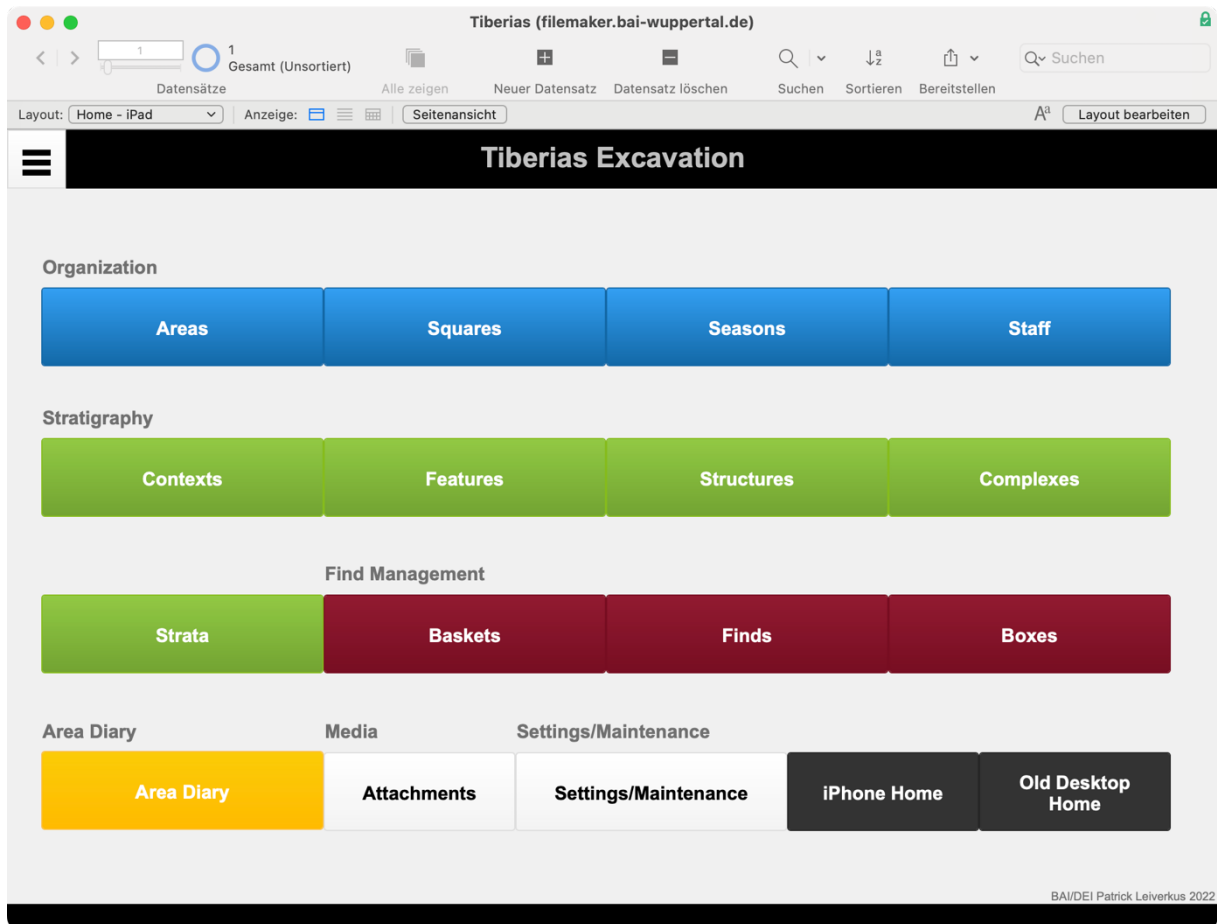 Tiberias (filemaker.bai-wuppertal.de)
1
1
Gesamt (Unsortiert)
Datensätze
Alle zeigen
Neuer Datensatz
Datensatz löschen
Suchen
Sortieren
Bereitstellen
Suchen
Layout: Home - iPad
Anzeige:
Seitenansicht
Aa
Layout bearbeiten
Tiberias Excavation
Organization
Areas
Squares
Seasons
Staff
Stratigraphy
Contexts
Features
Structures
Complexes
Find Management
Strata
Baskets
Finds
Boxes
Area Diary
Media
Settings/Maintenance
Area Diary
Attachments
Settings/Maintenance
iPhone Home
Old Desktop
Home
BAI/DEI Patrick Leiverkus 2022